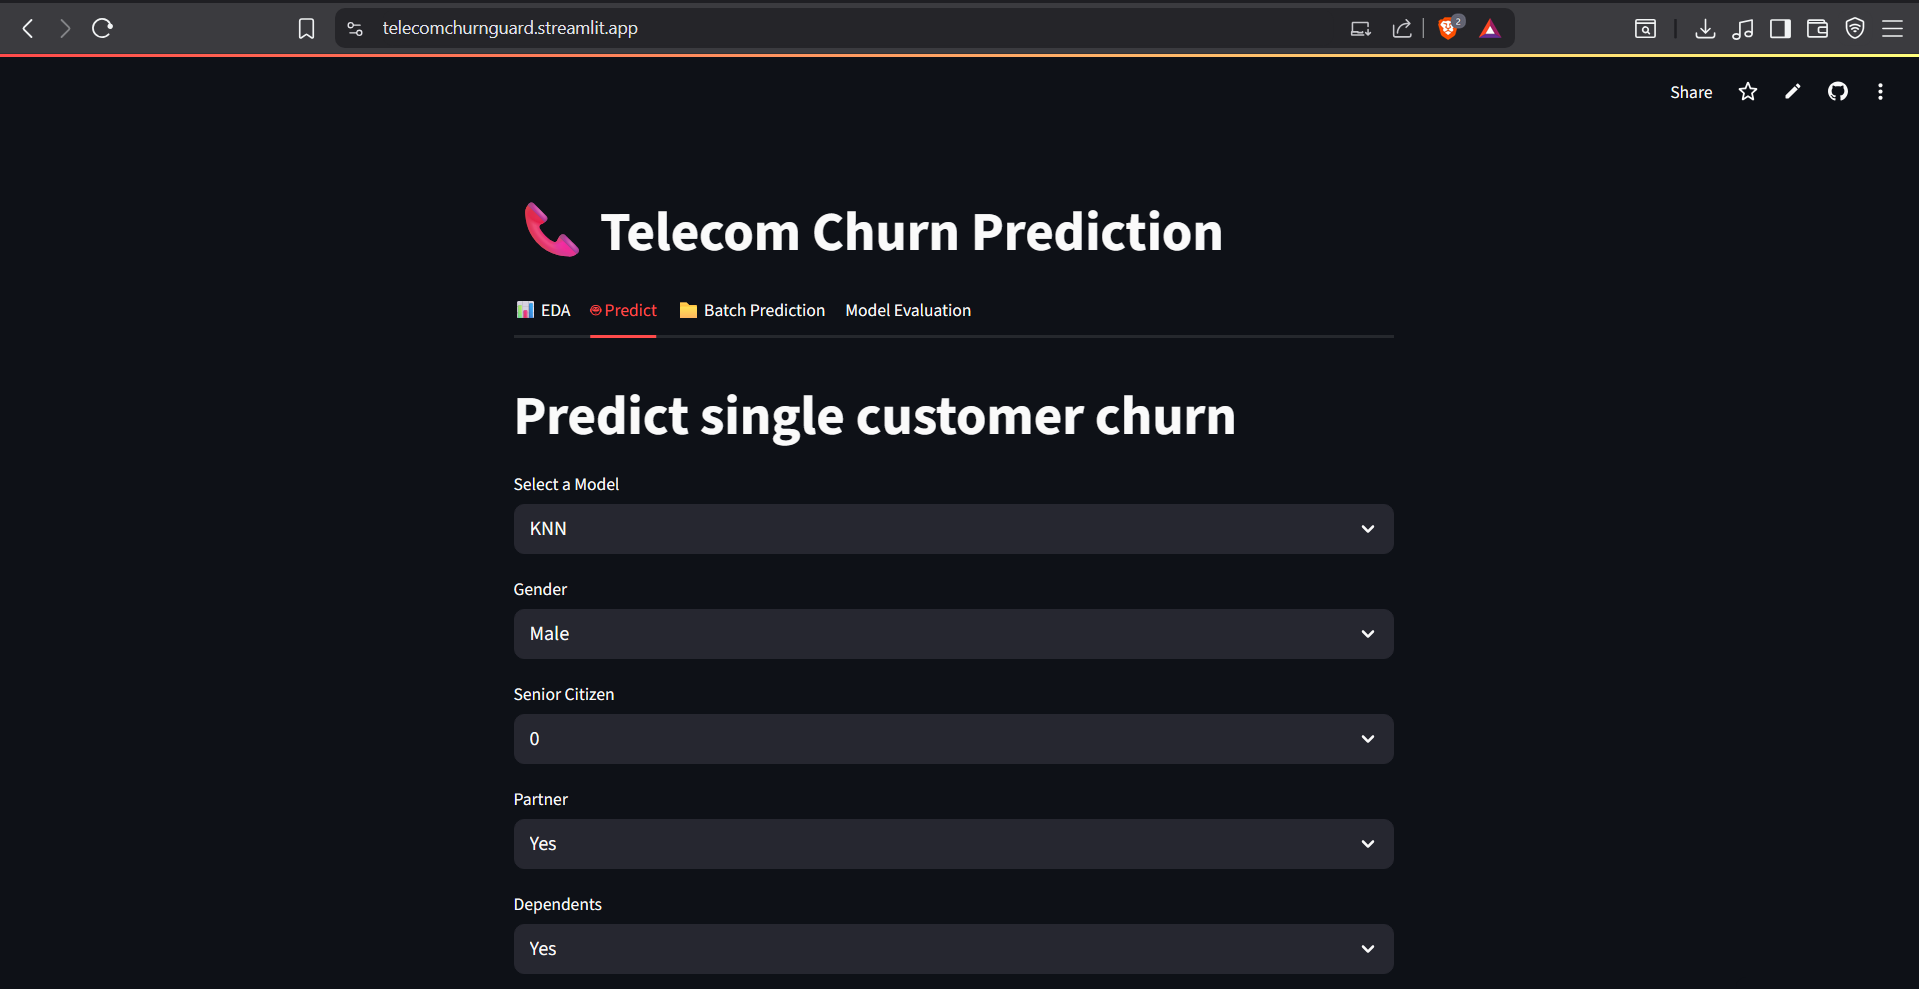 telecomchurnguard.streamlit.app
2
Share
Telecom Churn Prediction
EDA Predict Batch Prediction Model Evaluation
Predict single customer churn
Select a Model
KNN
Gender
Male
Senior Citizen
0
Partner
Yes
Dependents
Yes